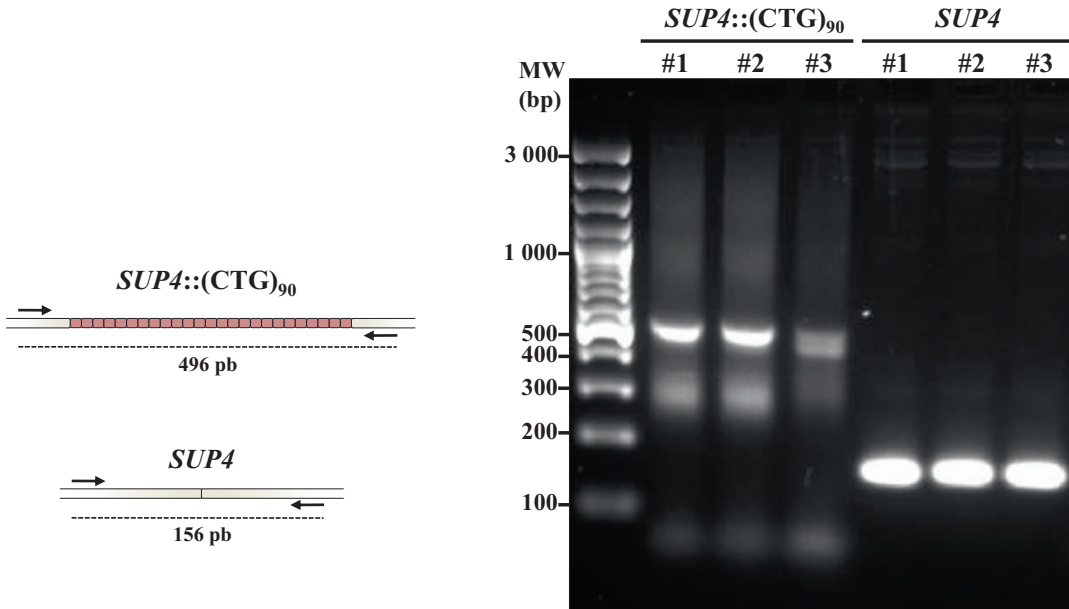 SUP4::(CTG)90
496 pb
SUP4
156 pb
SUP4::(CTG)90 SUP4
#1 #2 #3 #1 #2 #3
MW
(bp)
3 000
1 000
500
400
300
200
100